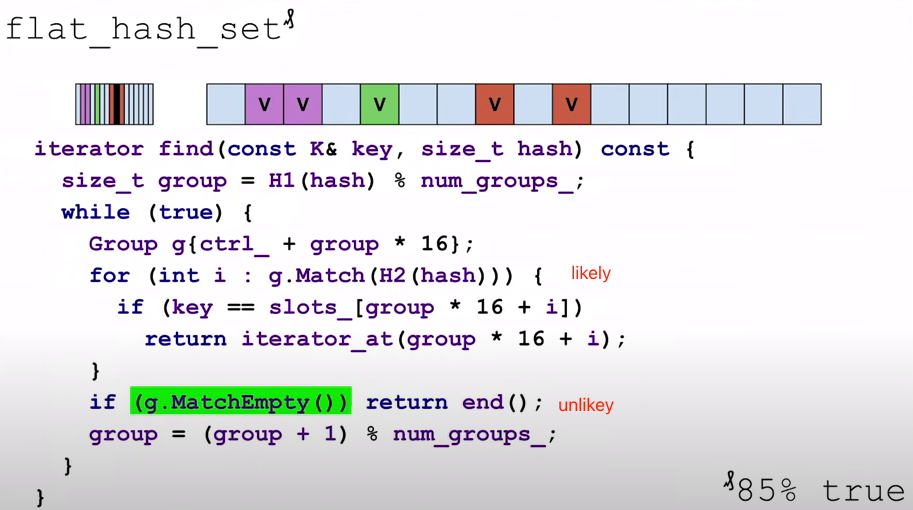 flat_hash_set
V V V V V
iterator find(const K& key, size_t hash) const {
size_t group = H1(hash) % num_groups_;
while (true) {
Group g{ctrl_ + group * 16};
for (int i : g.Match(H2(hash))) { likely
if (key == slots_[group * 16 + i])
return iterator_at(group * 16 + i);
}
if (g.MatchEmpty()) return end(); unlikey
group = (group + 1) % num_groups_;
}
}
85% true